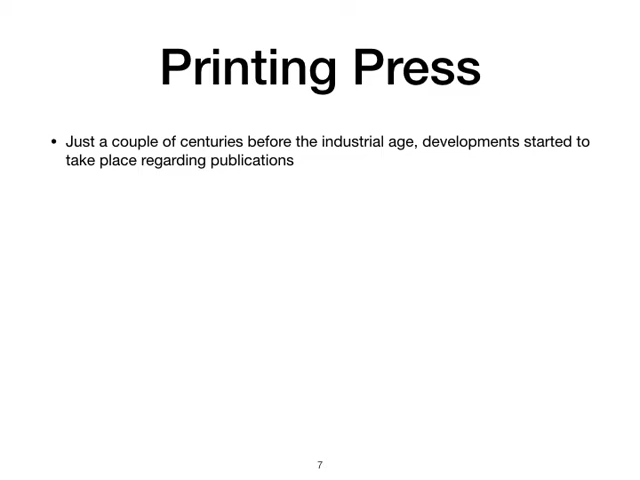 Printing Press
• Just a couple of centuries before the industrial age, developments started to
take place regarding publications
7